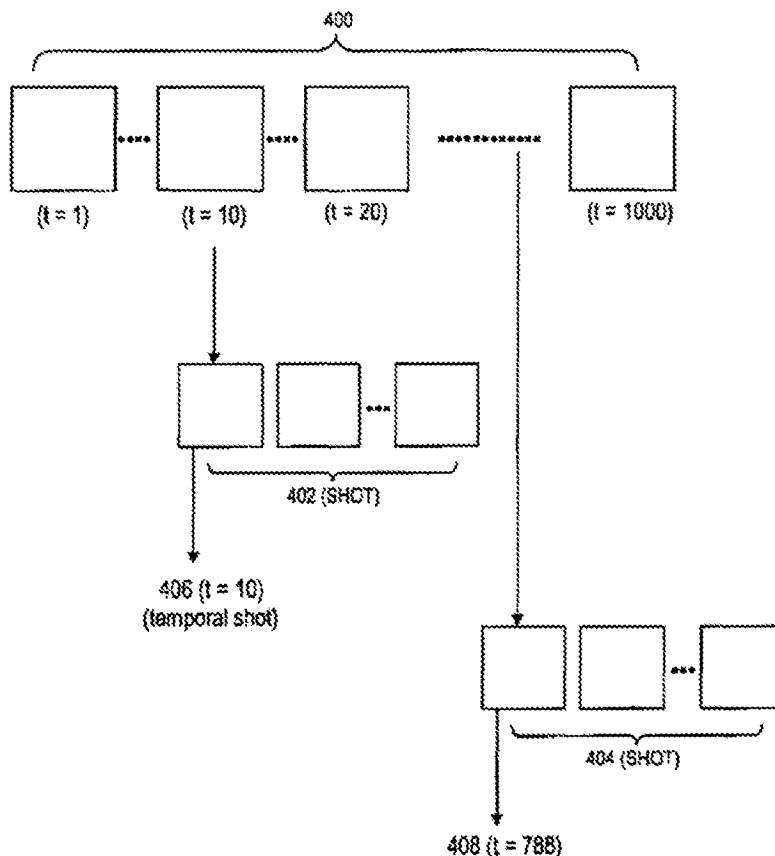 400
(t = 1)
(t = 10)
(t = 20)
(t = 1000)
402 (SHOT)
406 (t = 10)
(temporal shot)
404 (SHOT)
408 (t = 788)